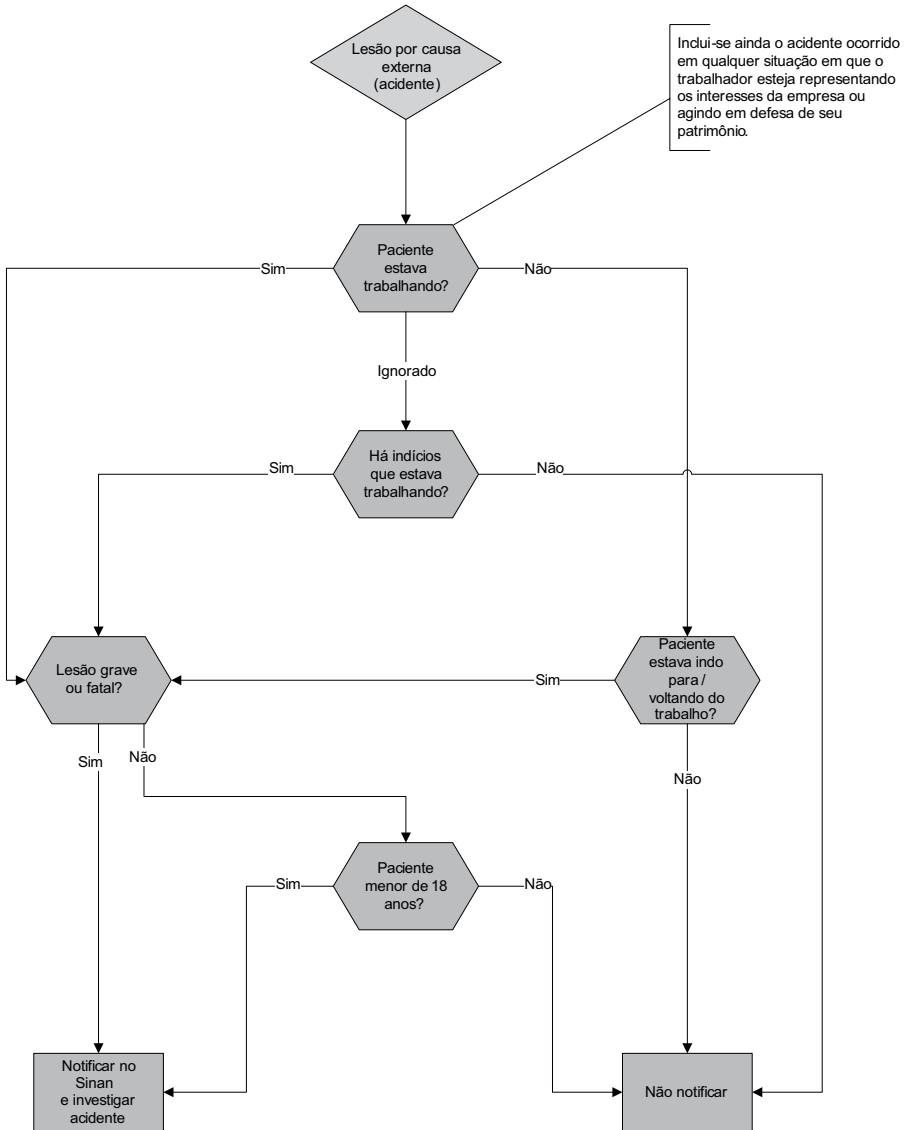 Lesão por causa
externa
(acidente)
Inclui-se ainda o acidente ocorrido
em qualquer situação em que o
trabalhador esteja representando
os interesses da empresa ou
agindo em defesa de seu
patrimônio.
Paciente
estava
trabalhando?
Sim
Não
Ignorado
Há indícios
que estava
trabalhando?
Sim
Não
Lesão grave
ou fatal?
Paciente
estava indo
para /
voltando do
trabalho?
Sim
Sim
Não
Não
Paciente
menor de 18
anos?
Sim
Não
Notificar no
Sinan
e investigar
acidente
Não notificar